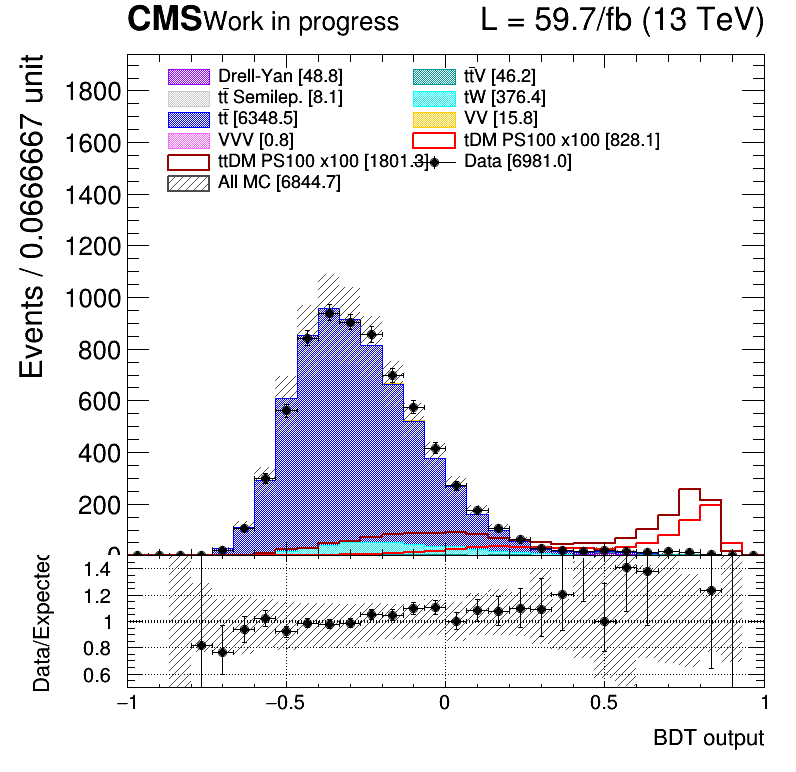 CMS Work in progress L = 59.7/fb (13 TeV)
Events / 0.0666667 unit
1800
1600
1400
1200
1000
800
600
400
200
0
Drell-Yan [48.8] tt̄V [46.2]
tt̄ Semilep. [8.1] tW [376.4]
tt̄ [6348.5] VV [15.8]
VVV [0.8] tDM PS100 x100 [828.1]
ttDM PS100 x100 [1801.3] Data [6981.0]
All MC [6844.7]
Data/Expected
1.4
1.2
1
0.8
0.6
−1 −0.5 0 0.5 1
BDT output